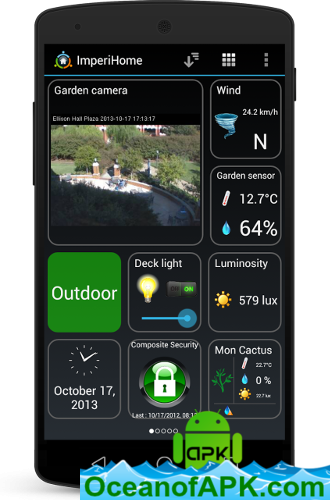 ImperiHome
Garden camera
Ellison Hall Plaza 2013-10-17 17:13:17
Wind
24.2 km/h
N
Garden sensor
12.7°C
64%
Outdoor
Deck light
ON
Luminosity
579 lux
October 17,
2013
Composite Security
Last : 10/17/2012, 08:13
Mon Cactus
22.7°C
0 %
22.7 lux
apk
OceanofAPK.com